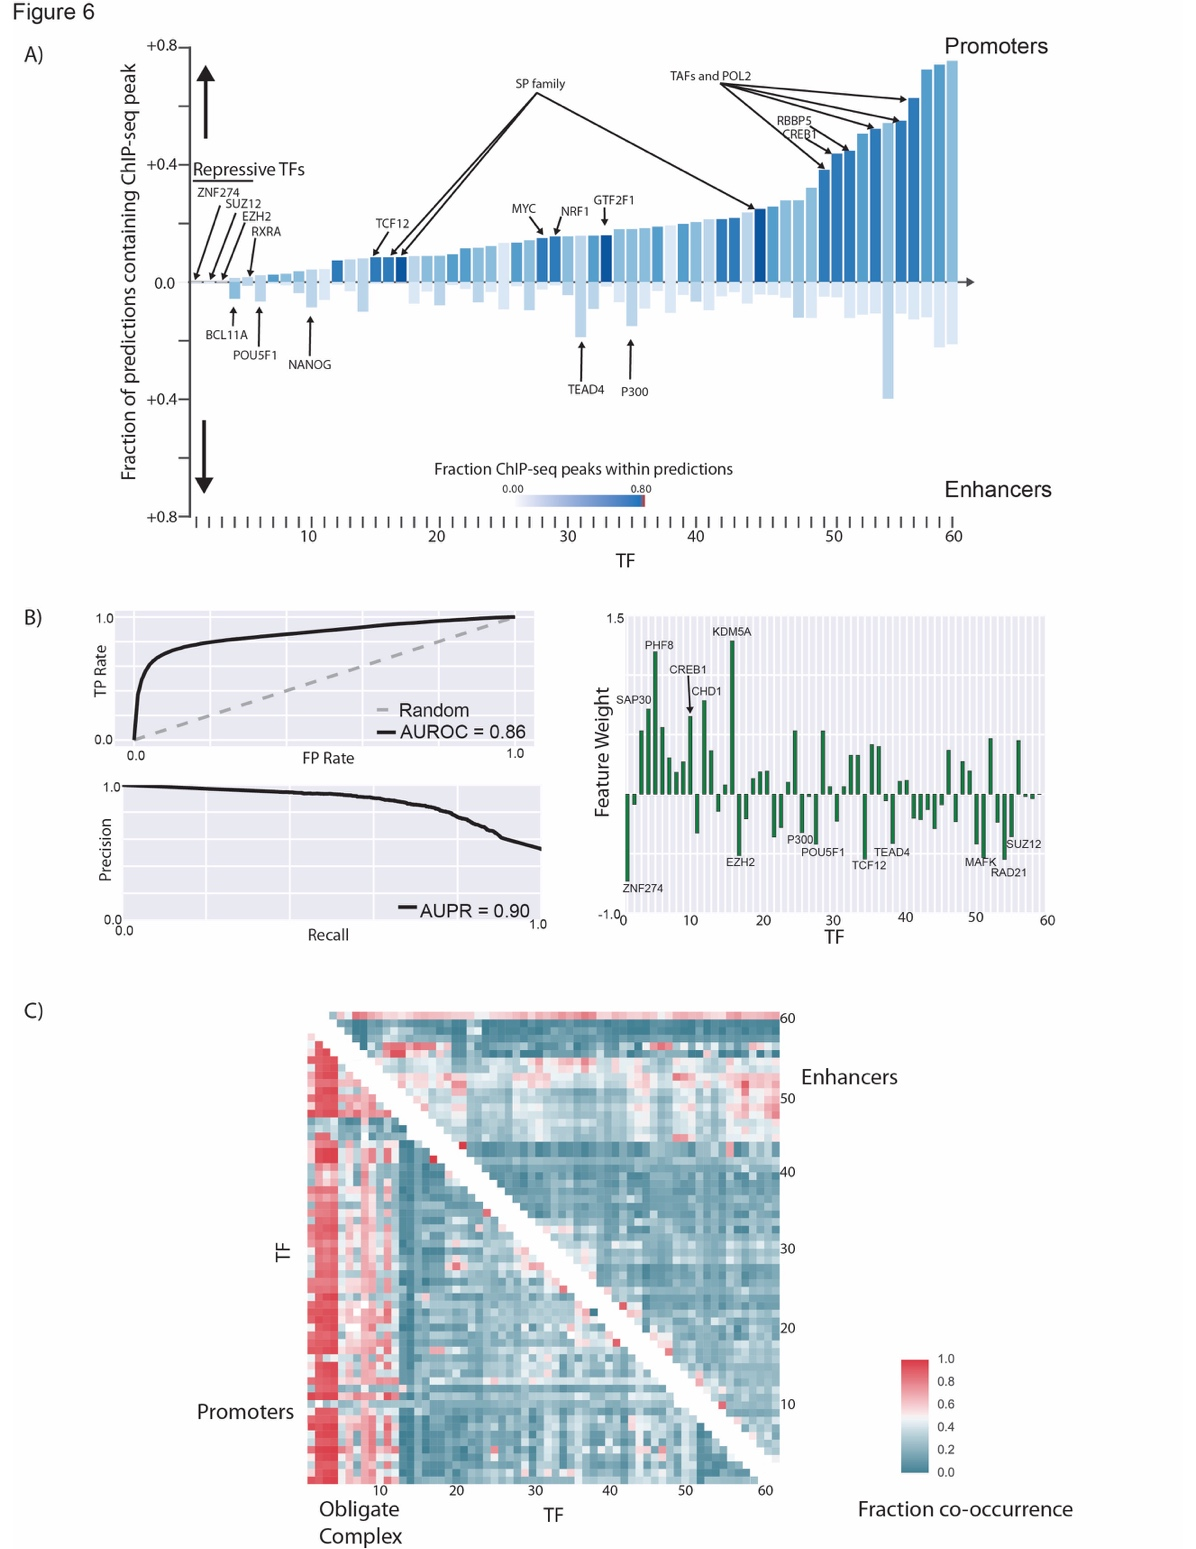 Figure 6
A)
Promoters
Fraction of predictions containing ChIP-seq peak
+0.8
+0.4
0.0
+0.4
+0.8
SP family
TAFs and POL2
RBBP5
CREB1
Repressive TFs
ZNF274
SUZ12
EZH2
RXRA
TCF12
MYC
NRF1
GTF2F1
BCL11A
POU5F1
NANOG
TEAD4
P300
Fraction ChIP-seq peaks within predictions
0.00 0.80
Enhancers
10 20 30 40 50 60
TF
B)
1.0
TP Rate
0.0
Random
AUROC = 0.86
0.0 FP Rate 1.0
1.0
Precision
0.0
AUPR = 0.90
0.0 Recall 1.0
1.5
Feature Weight
-1.0
KDM5A
PHF8
CREB1
SAP30
CHD1
P300
EZH2
POU5F1
TCF12
TEAD4
MAFK
SUZ12
RAD21
ZNF274
0 10 20 30 40 50 60
TF
C)
60
Enhancers
50
40
30
20
10
TF
Promoters
10 20 30 40 50 60
Obligate
Complex
TF
1.0
0.8
0.6
0.4
0.2
0.0
Fraction co-occurrence